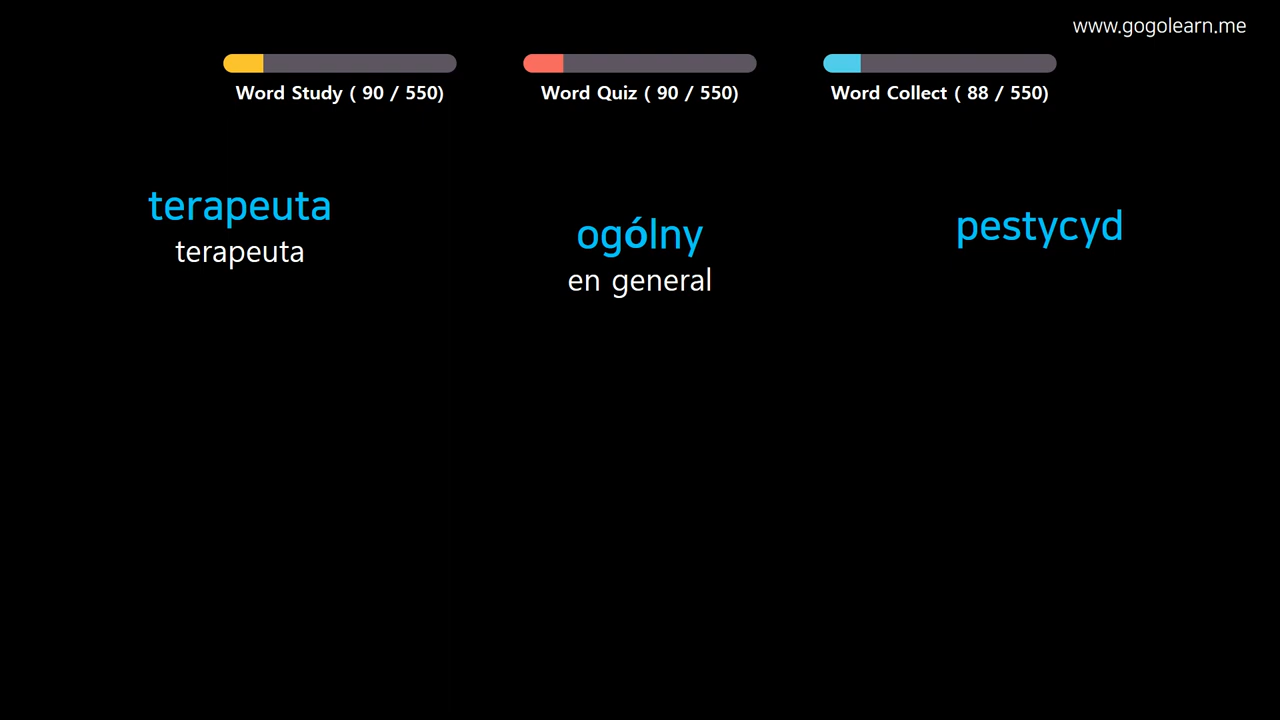 www.gogolearn.me
Word Study ( 90 / 550)
Word Quiz ( 90 / 550)
Word Collect ( 88 / 550)
terapeuta
terapeuta
ogólny
en general
pestycyd